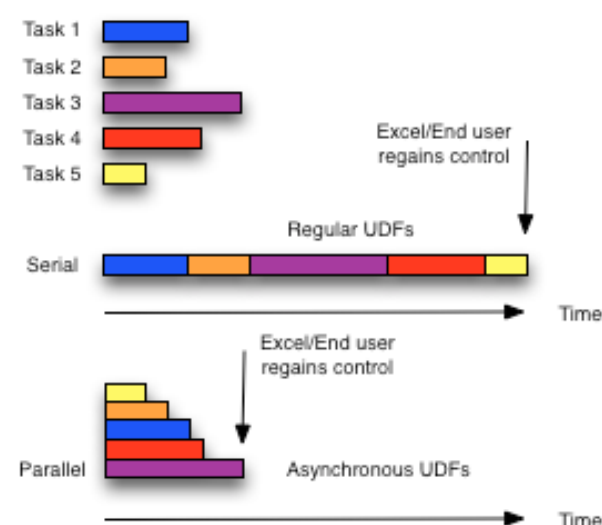 Task 1
Task 2
Task 3
Task 4
Task 5
Excel/End user
regains control
Regular UDFs
Serial
Time
Excel/End user
regains control
Parallel
Asynchronous UDFs
Time